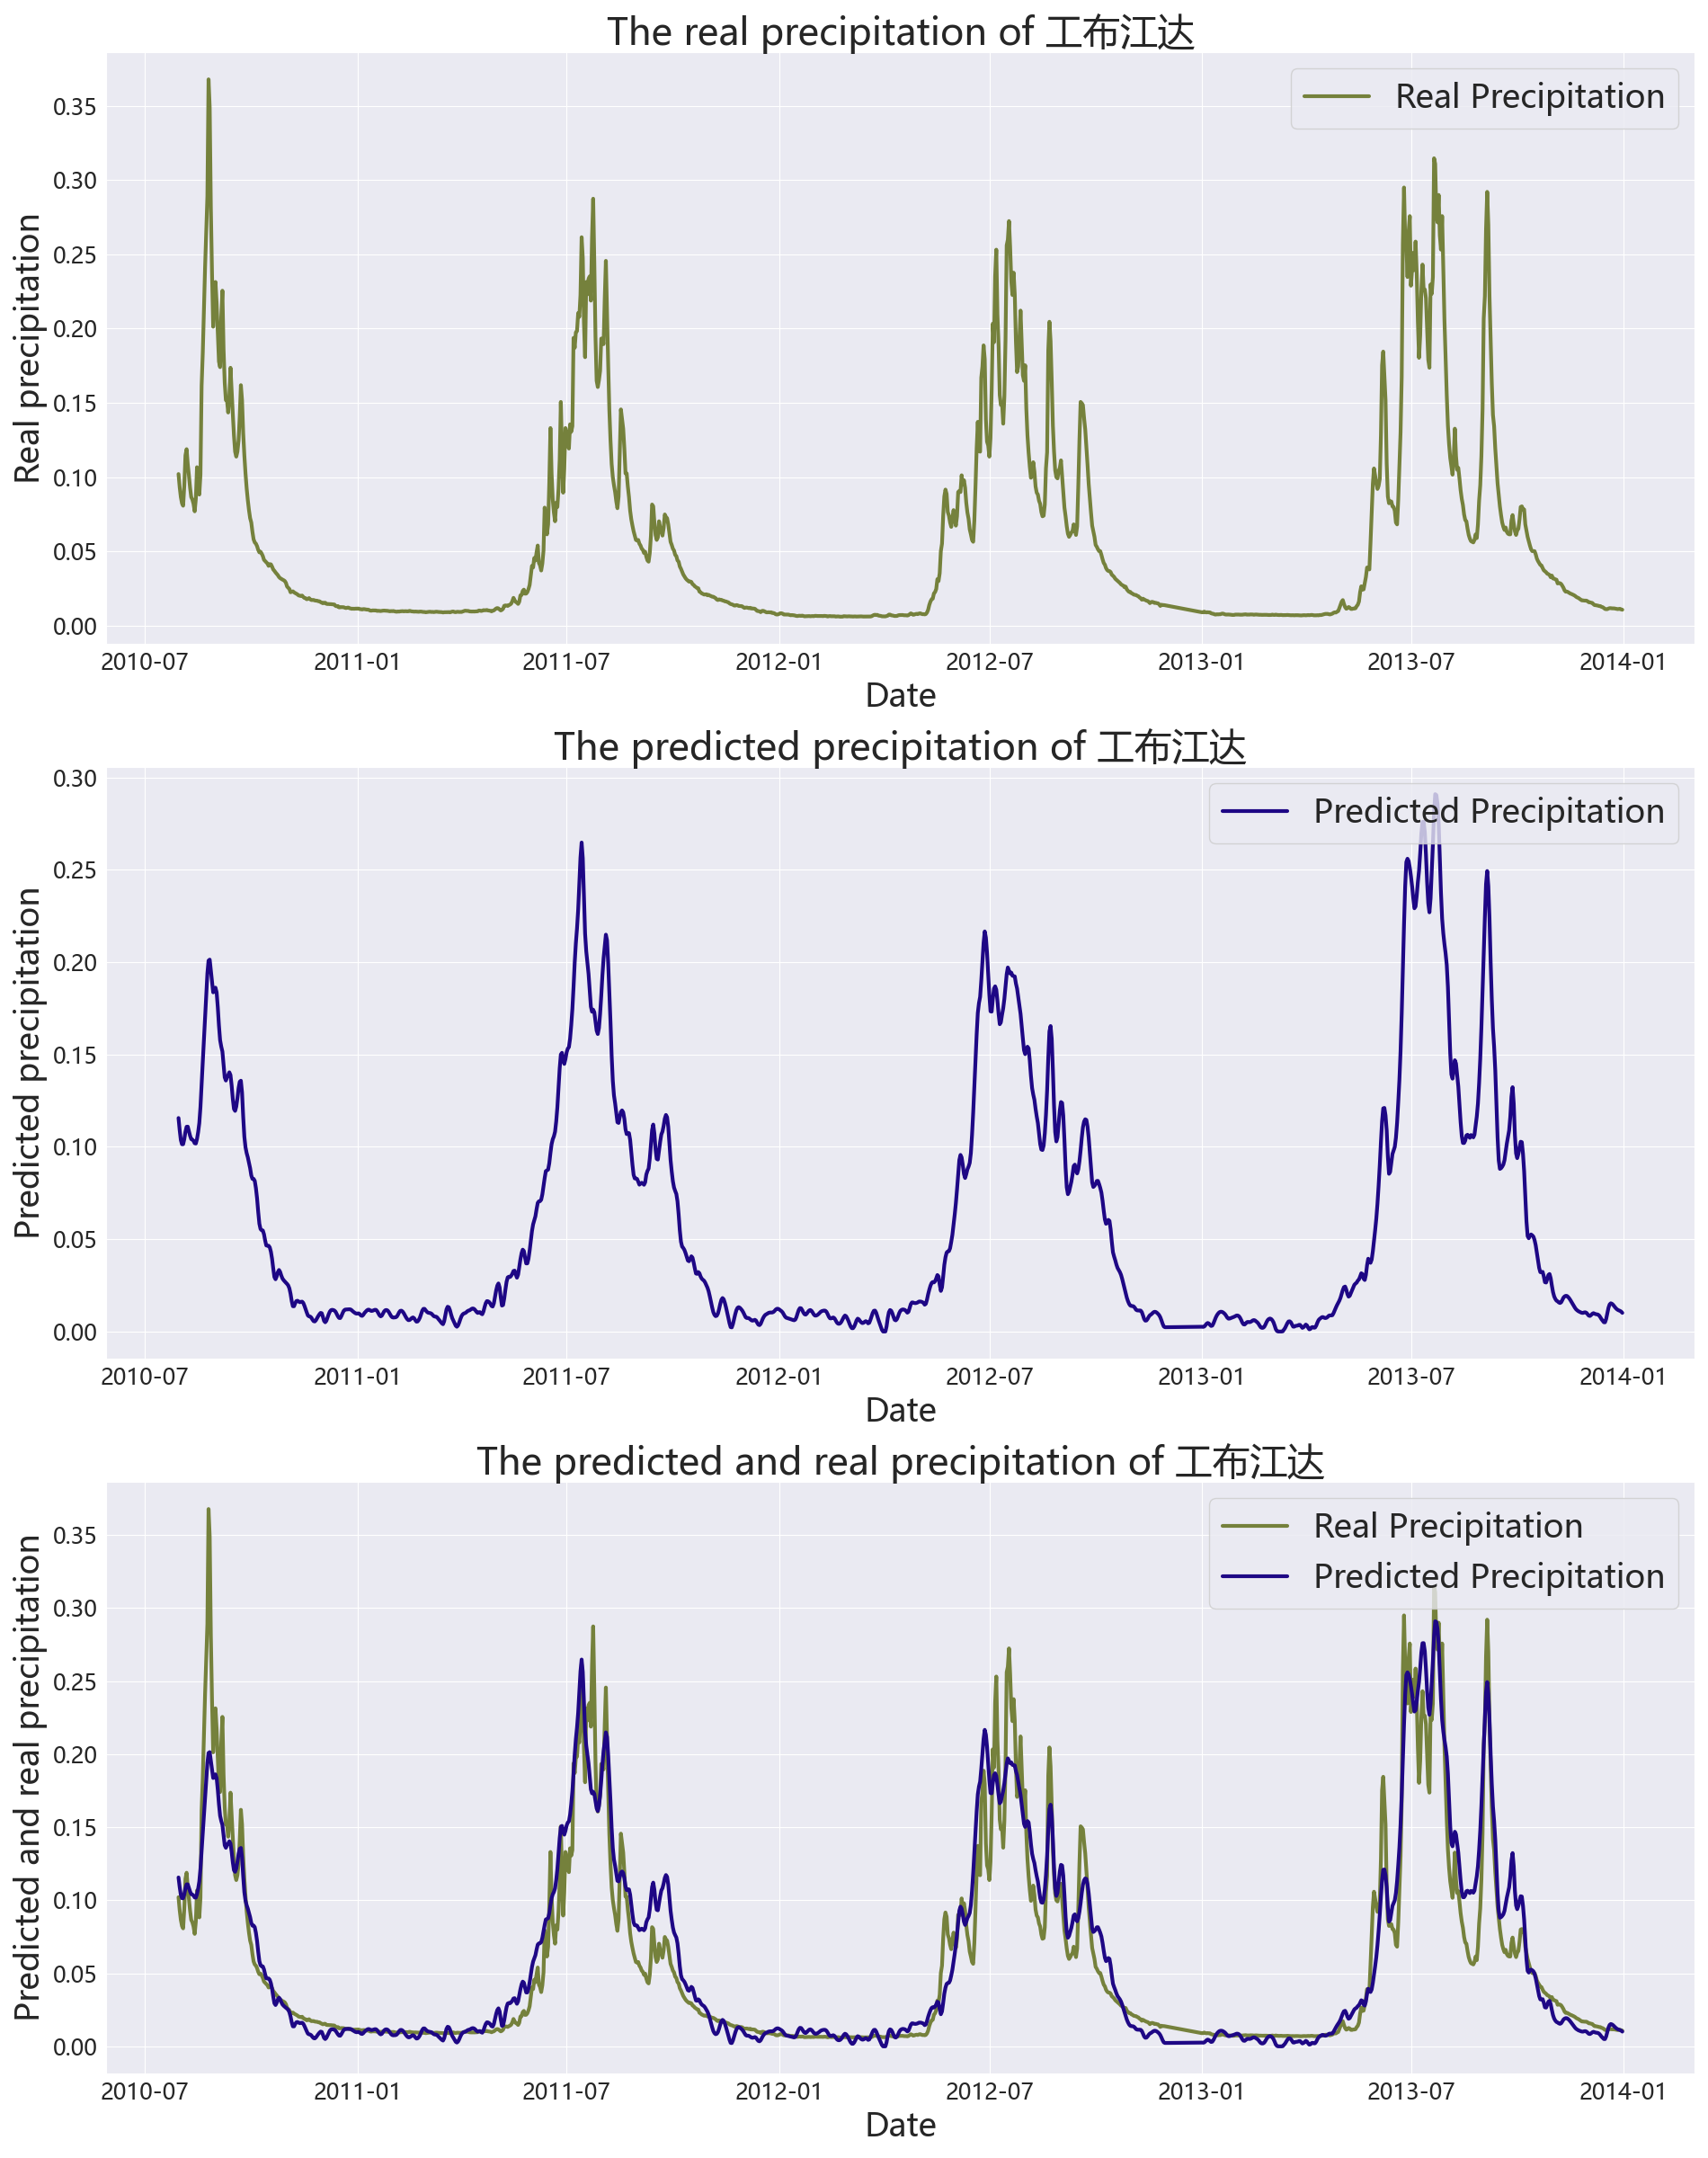 The real precipitation of 工布江达
Real Precipitation
Real precipitation
0.35
0.30
0.25
0.20
0.15
0.10
0.05
0.00
2010-07 2011-01 2011-07 2012-01 2012-07 2013-01 2013-07 2014-01
Date
The predicted precipitation of 工布江达
Predicted Precipitation
Predicted precipitation
0.30
0.25
0.20
0.15
0.10
0.05
0.00
2010-07 2011-01 2011-07 2012-01 2012-07 2013-01 2013-07 2014-01
Date
The predicted and real precipitation of 工布江达
Real Precipitation
Predicted Precipitation
Predicted and real precipitation
0.35
0.30
0.25
0.20
0.15
0.10
0.05
0.00
2010-07 2011-01 2011-07 2012-01 2012-07 2013-01 2013-07 2014-01
Date